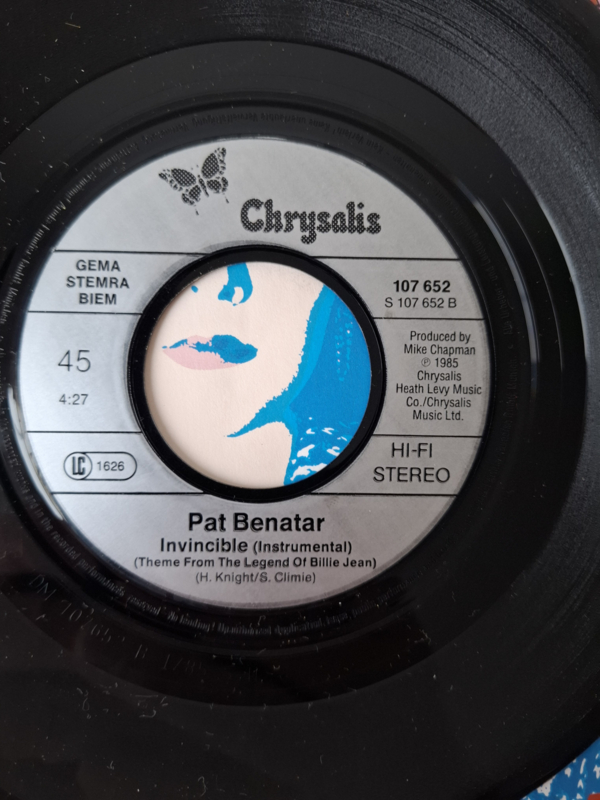 Chrysalis
GEMA
STEMRA
BIEM
107 652
S 107 652 B
45
4:27
Produced by
Mike Chapman
℗ 1985
Chrysalis
Heath Levy Music
Co./Chrysalis
Music Ltd.
LC 1626
HI-FI
STEREO
Pat Benatar
Invincible (Instrumental)
(Theme From The Legend Of Billie Jean)
(H. Knight/S. Climie)